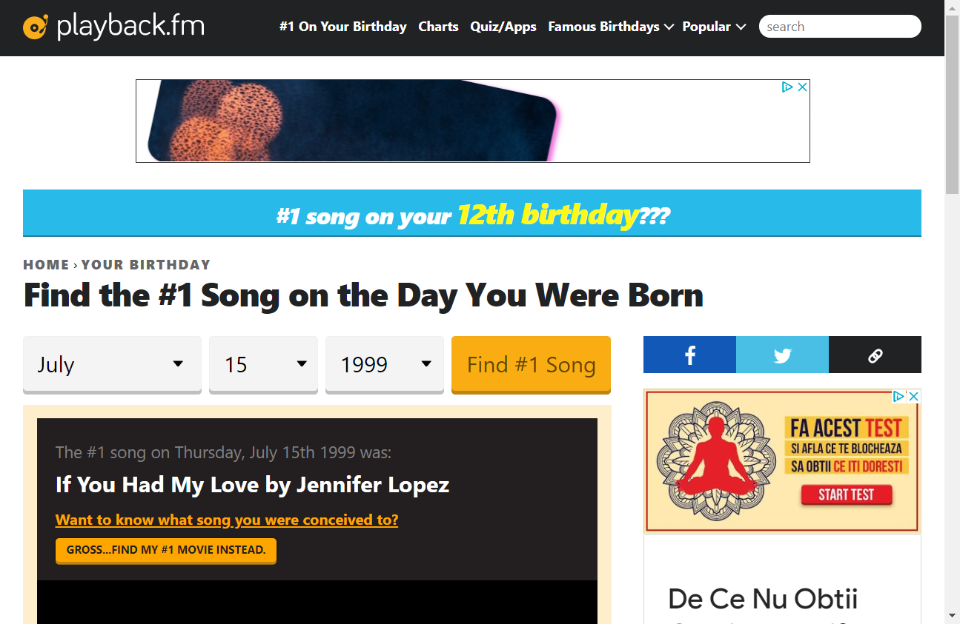 playback.fm
#1 On Your Birthday Charts Quiz/Apps Famous Birthdays Popular search
#1 song on your 12th birthday???
HOME › YOUR BIRTHDAY
Find the #1 Song on the Day You Were Born
July 15 1999 Find #1 Song
The #1 song on Thursday, July 15th 1999 was:
If You Had My Love by Jennifer Lopez
Want to know what song you were conceived to?
GROSS...FIND MY #1 MOVIE INSTEAD.
FA ACEST TEST
SI AFLA CE TE BLOCHEAZA
SA OBTII CE ITI DORESTI
START TEST
De Ce Nu Obtii